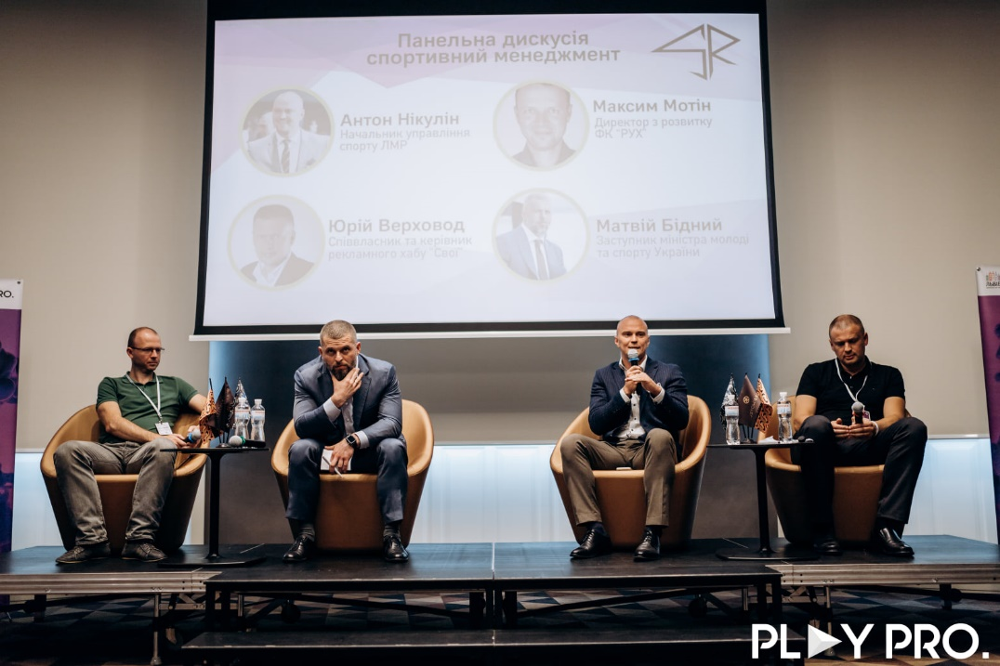 Панельна дискусія
спортивний менеджмент
Антон Нікулін
Начальник управління
спорту ЛМР
Максим Мотін
Директор з розвитку
ФК "РУХ"
Юрій Верховод
Співвласник та керівник
рекламного хабу "Свої"
Матвій Бідний
Заступник міністра молоді
та спорту України
RO.
PLAY PRO.